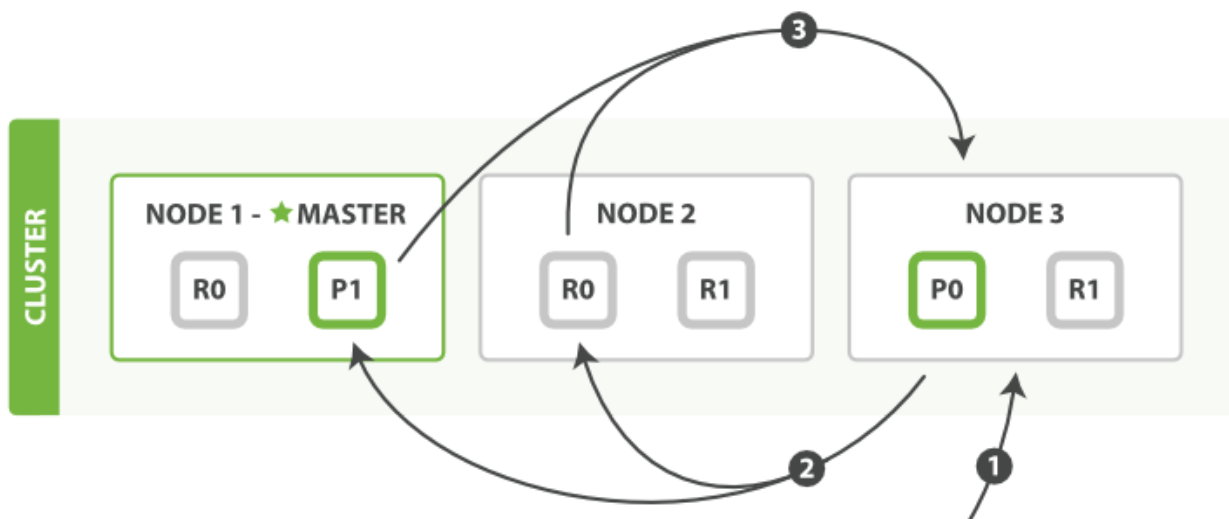 3
CLUSTER
NODE 1 - ★ MASTER
R0
P1
NODE 2
R0
R1
NODE 3
P0
R1
2
1